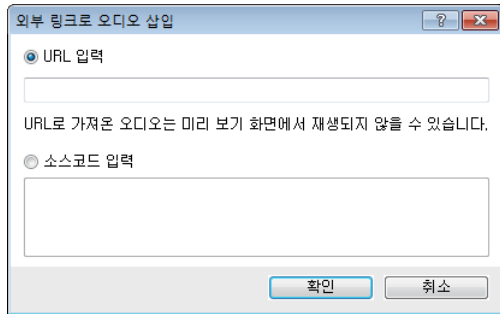 외부 링크로 오디오 삽입
?
URL 입력
URL로 가져온 오디오는 미리 보기 화면에서 재생되지 않을 수 있습니다.
소스코드 입력
확인 취소